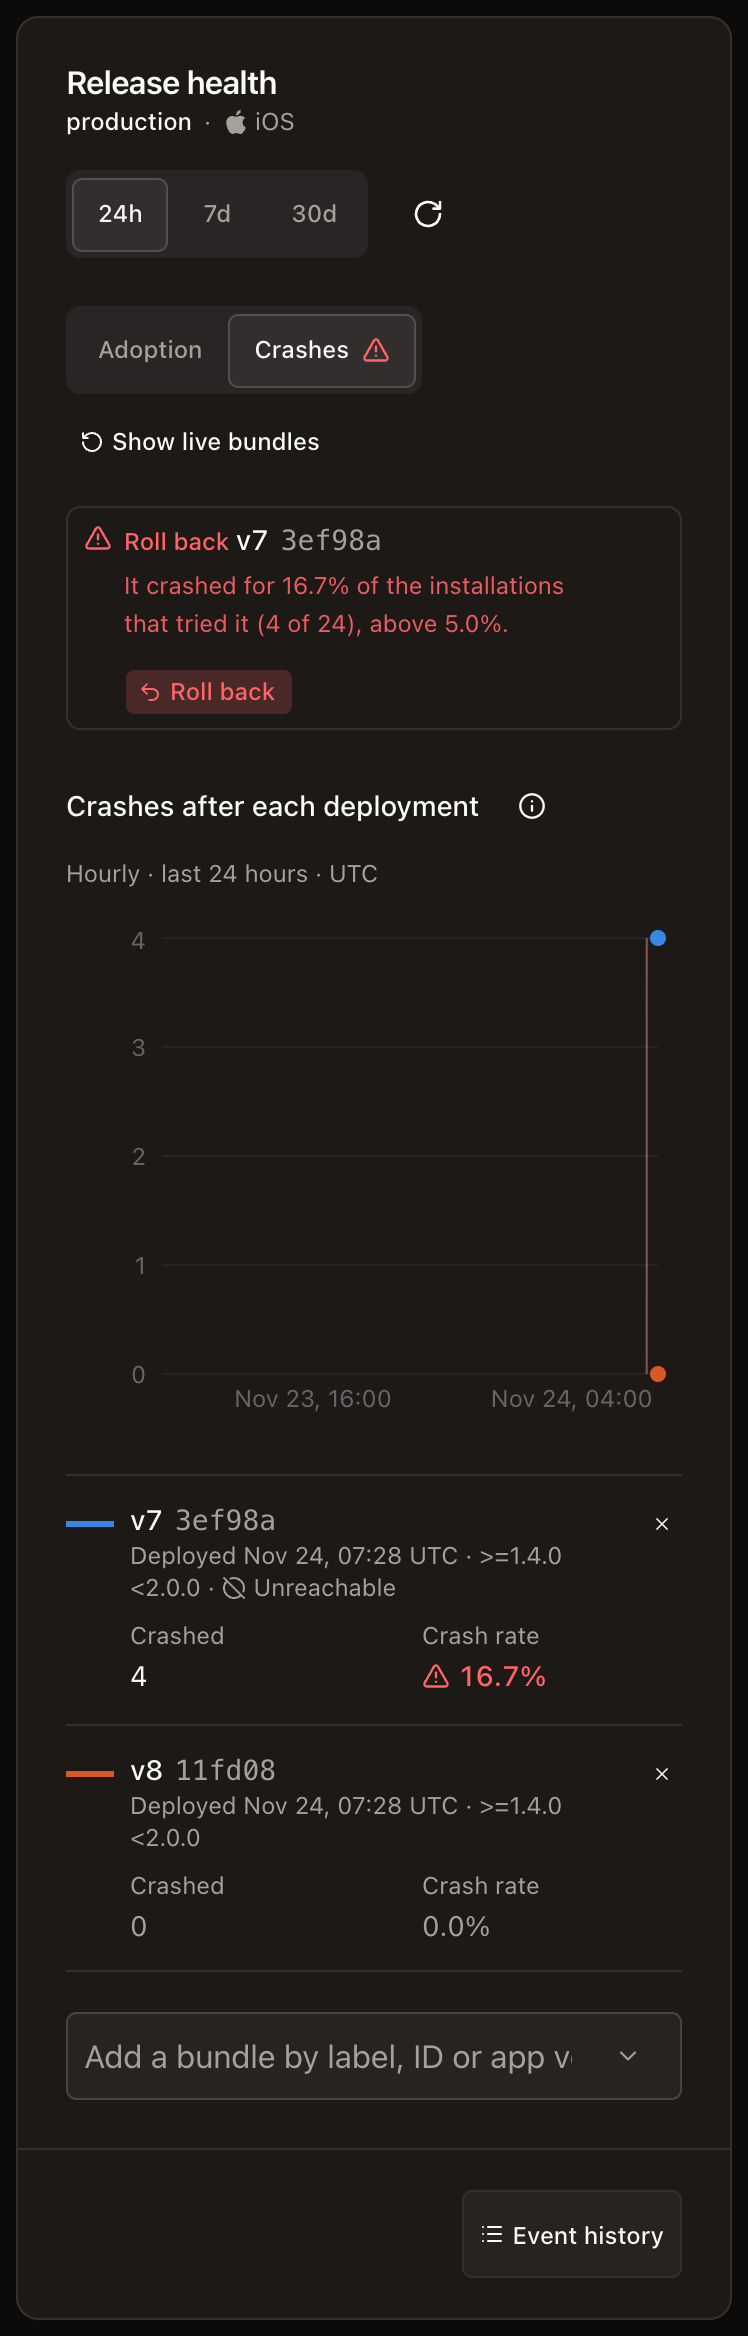 Release health
production · iOS
24h 7d 30d
Adoption Crashes
Show live bundles
Roll back v7 3ef98a
It crashed for 16.7% of the installations
that tried it (4 of 24), above 5.0%.
Roll back
Crashes after each deployment
Hourly · last 24 hours · UTC
4
3
2
1
0
Nov 23, 16:00 Nov 24, 04:00
v7 3ef98a
Deployed Nov 24, 07:28 UTC · >=1.4.0
<2.0.0 · Unreachable
Crashed Crash rate
4 16.7%
v8 11fd08
Deployed Nov 24, 07:28 UTC · >=1.4.0
<2.0.0
Crashed Crash rate
0 0.0%
Add a bundle by label, ID or app v
Event history